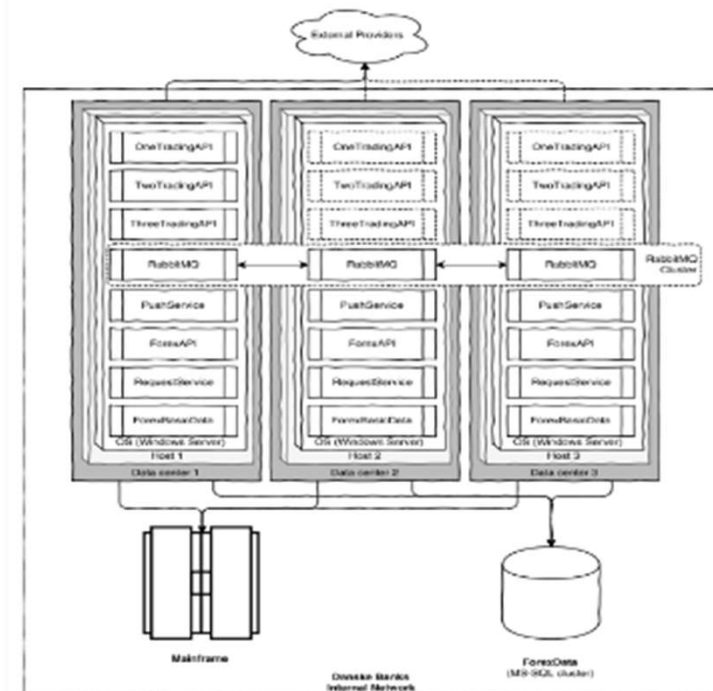 External Providers
OneTradingAPI
TwoTradingAPI
ThreeTradingAPI
RabbitMQ
PushService
ForexAPI
RequestService
ForexBasicData
OS (Windows Server)
Host 1
Data center 1
OneTradingAPI
TwoTradingAPI
ThreeTradingAPI
RabbitMQ
PushService
ForexAPI
RequestService
ForexBasicData
OS (Windows Server)
Host 2
Data center 2
OneTradingAPI
TwoTradingAPI
ThreeTradingAPI
RabbitMQ
PushService
ForexAPI
RequestService
ForexBasicData
OS (Windows Server)
Host 3
Data center 3
RabbitMQ
Cluster
Mainframe
ForexData
(MS-SQL cluster)
Danske Banks
Internal Network